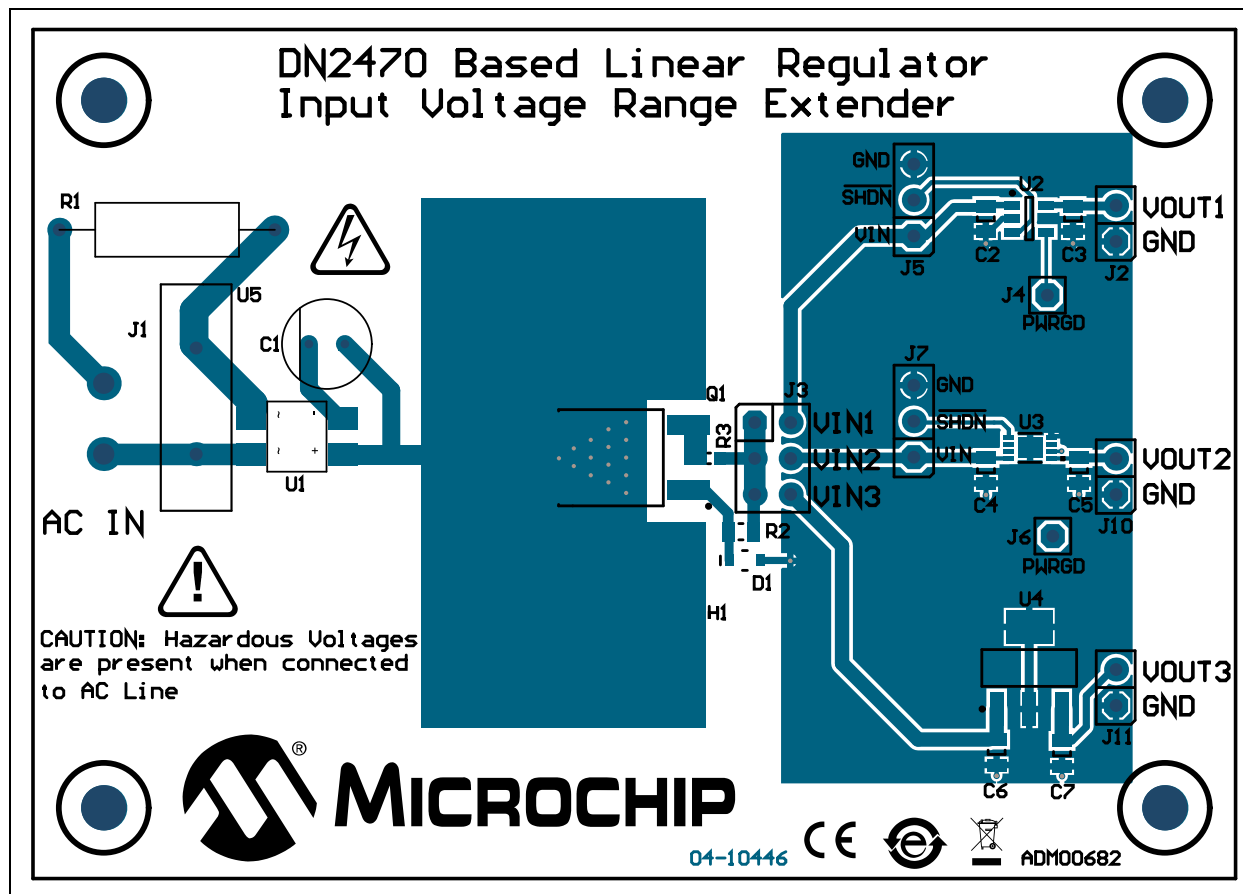 DN2470 Based Linear Regulator
Input Voltage Range Extender
R1
U5
J1
C1
~
-
~
+
U1
AC IN
CAUTION: Hazardous Voltages
are present when connected
to AC Line
GND
SHDN
VIN
J5
U2
C2
C3
VOUT1
GND
J2
J4
PWRGD
Q1
J3
R3
VIN1
VIN2
VIN3
R2
D1
H1
J7
GND
SHDN
VIN
U3
C4
C5
VOUT2
GND
J10
J6
PWRGD
U4
VOUT3
GND
J11
C6
C7
MICROCHIP
®
04-10446
CE
e
ADM00682